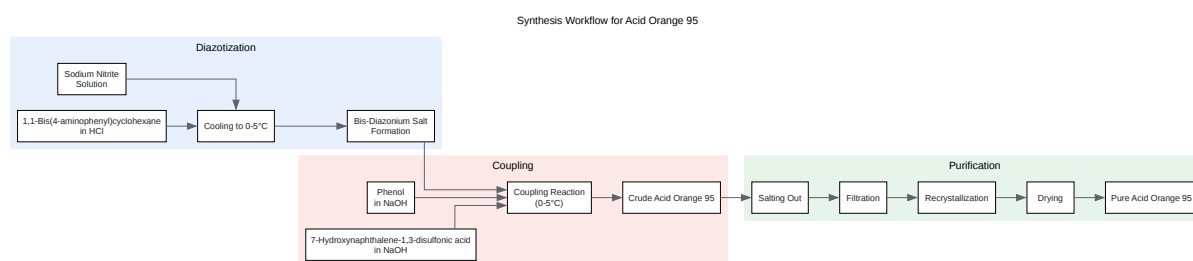 Synthesis Workflow for Acid Orange 95
Diazotization
Sodium Nitrite
Solution
1,1-Bis(4-aminophenyl)cyclohexane
in HCl
Cooling to 0-5°C
Bis-Diazonium Salt
Formation
Coupling
Phenol
in NaOH
7-Hydroxynaphthalene-1,3-disulfonic acid
in NaOH
Coupling Reaction
(0-5°C)
Crude Acid Orange 95
Purification
Salting Out
Filtration
Recrystallization
Drying
Pure Acid Orange 95